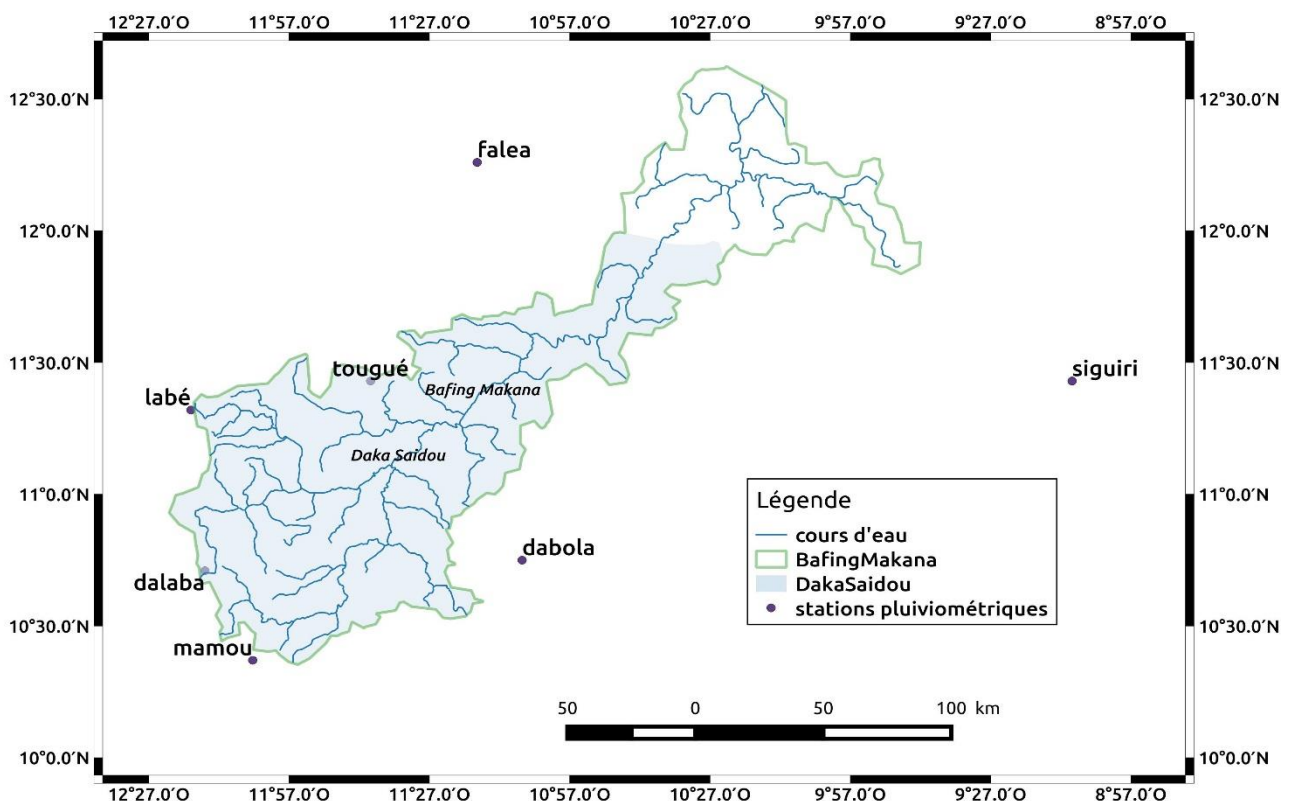 12°27.0'O 11°57.0'O 11°27.0'O 10°57.0'O 10°27.0'O 9°57.0'O 9°27.0'O 8°57.0'O
12°30.0'N 12°30.0'N
falea
12°0.0'N 12°0.0'N
11°30.0'N 11°30.0'N
tougué
siguiri
Bafing Makana
labé
Daka Saïdou
11°0.0'N 11°0.0'N
Légende
cours d'eau
BafingMakana
DakaSaidou
stations pluiviométriques
dabola
dalaba
10°30.0'N 10°30.0'N
mamou
50 0 50 100 km
10°0.0'N 10°0.0'N
12°27.0'O 11°57.0'O 11°27.0'O 10°57.0'O 10°27.0'O 9°57.0'O 9°27.0'O 8°57.0'O